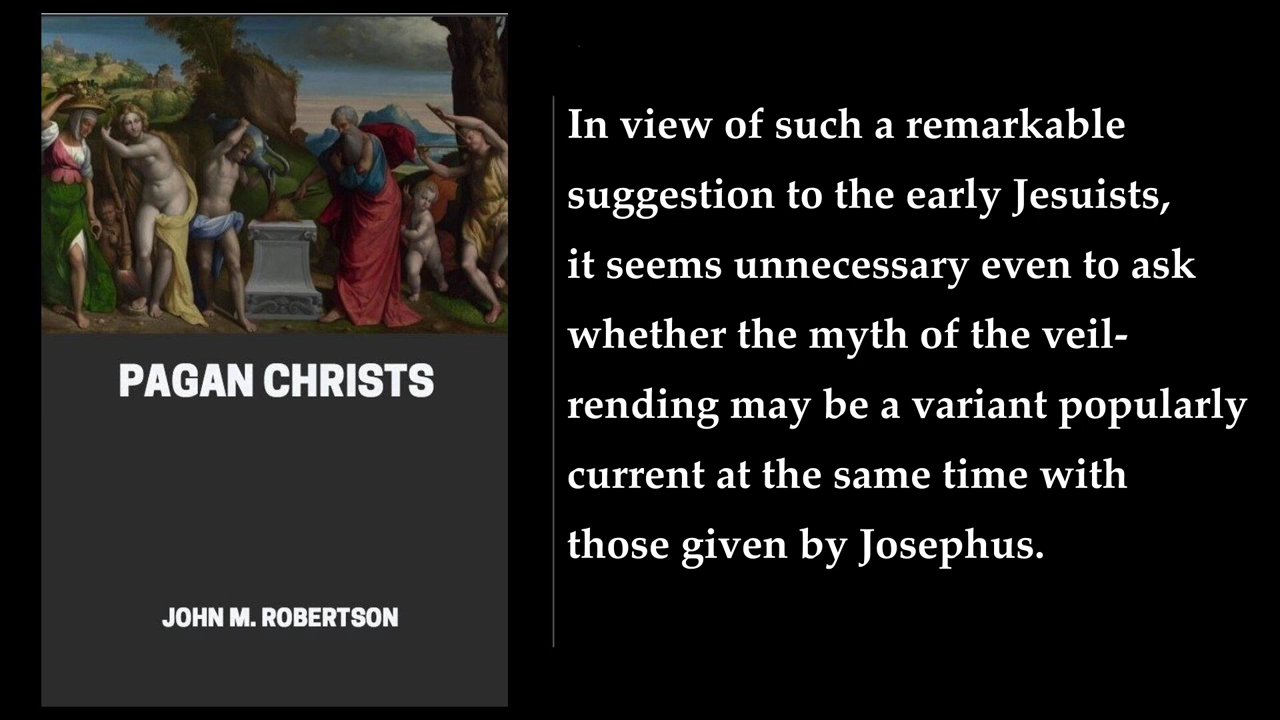 PAGAN CHRISTS
JOHN M. ROBERTSON
In view of such a remarkable
suggestion to the early Jesuists,
it seems unnecessary even to ask
whether the myth of the veil-
rending may be a variant popularly
current at the same time with
those given by Josephus.